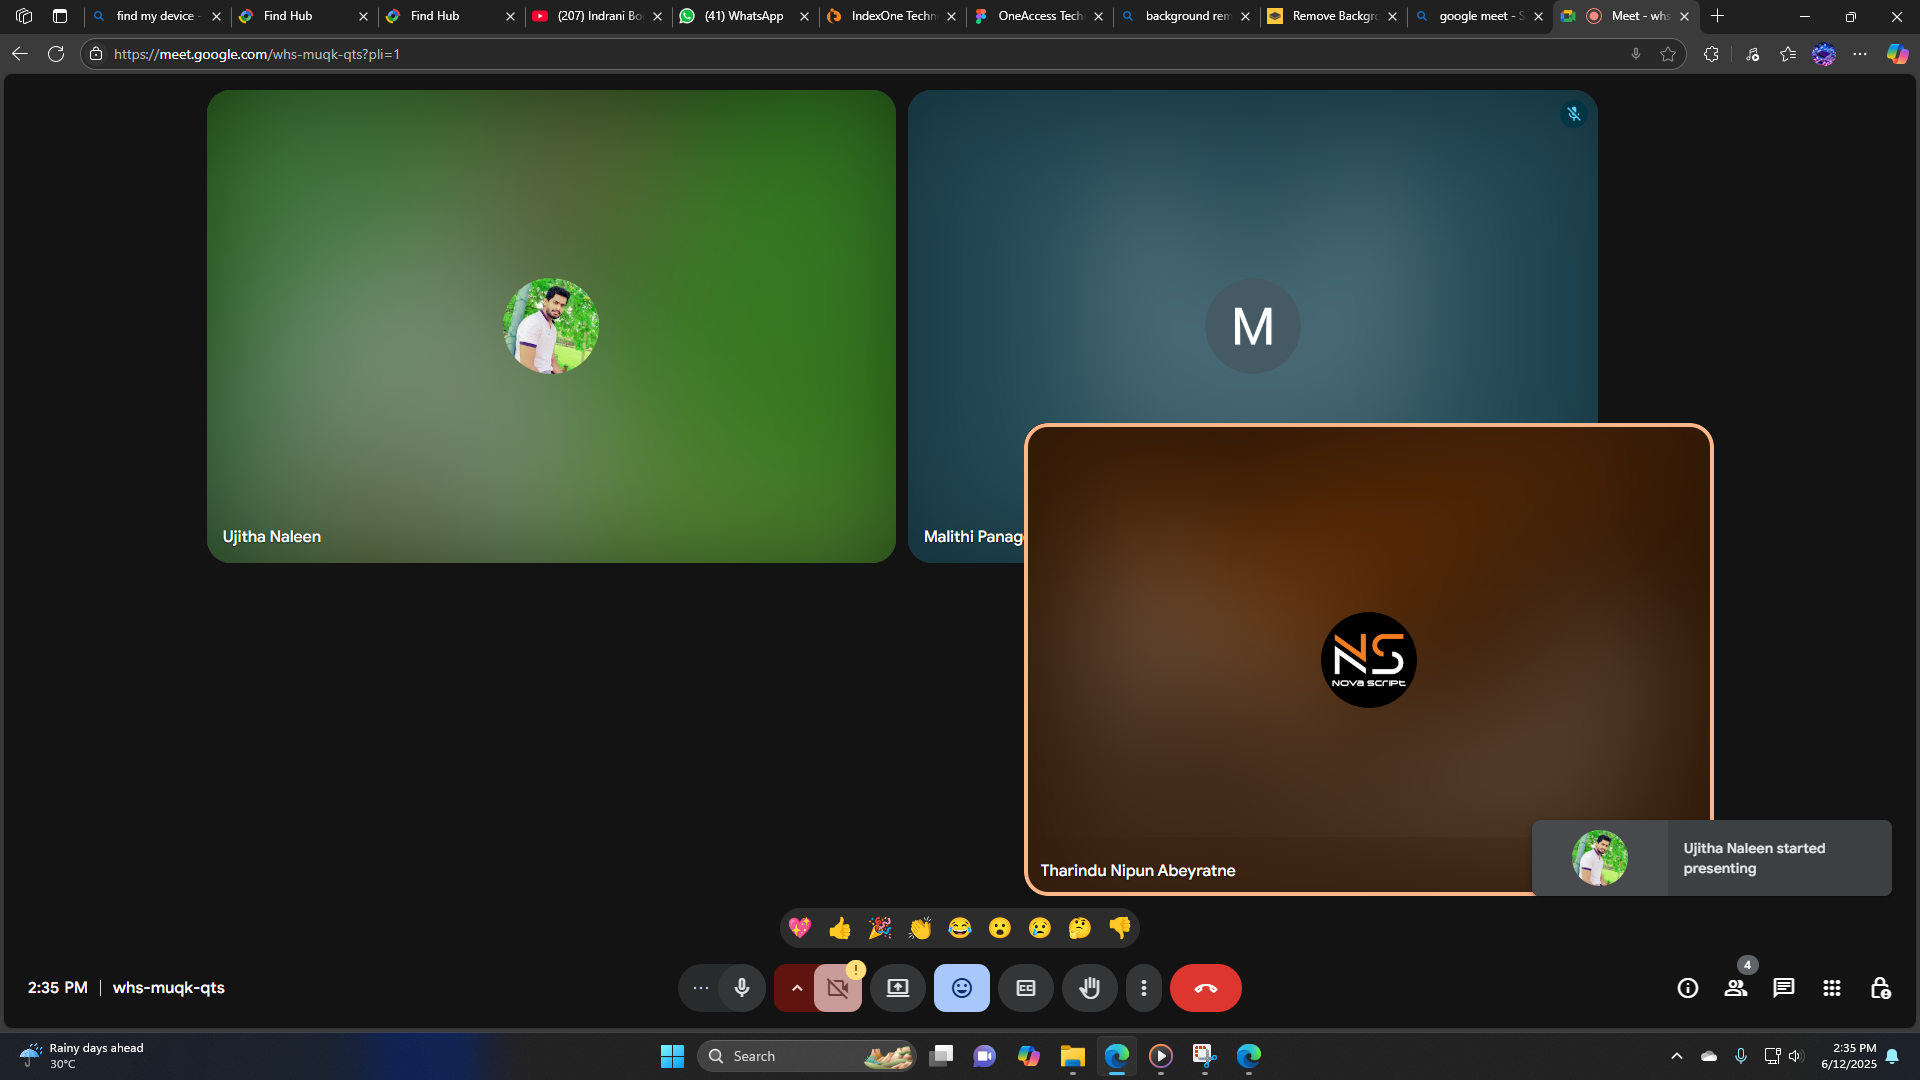 find my device -
Find Hub
Find Hub
(207) Indrani Bo
(41) WhatsApp
IndexOne Techn
OneAccess Tech
background rem
Remove Backgro
google meet - S
Meet - whs
https://meet.google.com/whs-muqk-qts?pli=1
M
Ujitha Naleen
Malithi Panag
NS
NOVA SCRIPT
Tharindu Nipun Abeyratne
Ujitha Naleen started
presenting
2:35 PM | whs-muqk-qts
CC
4
Rainy days ahead
30°C
Search
2:35 PM
6/12/2025